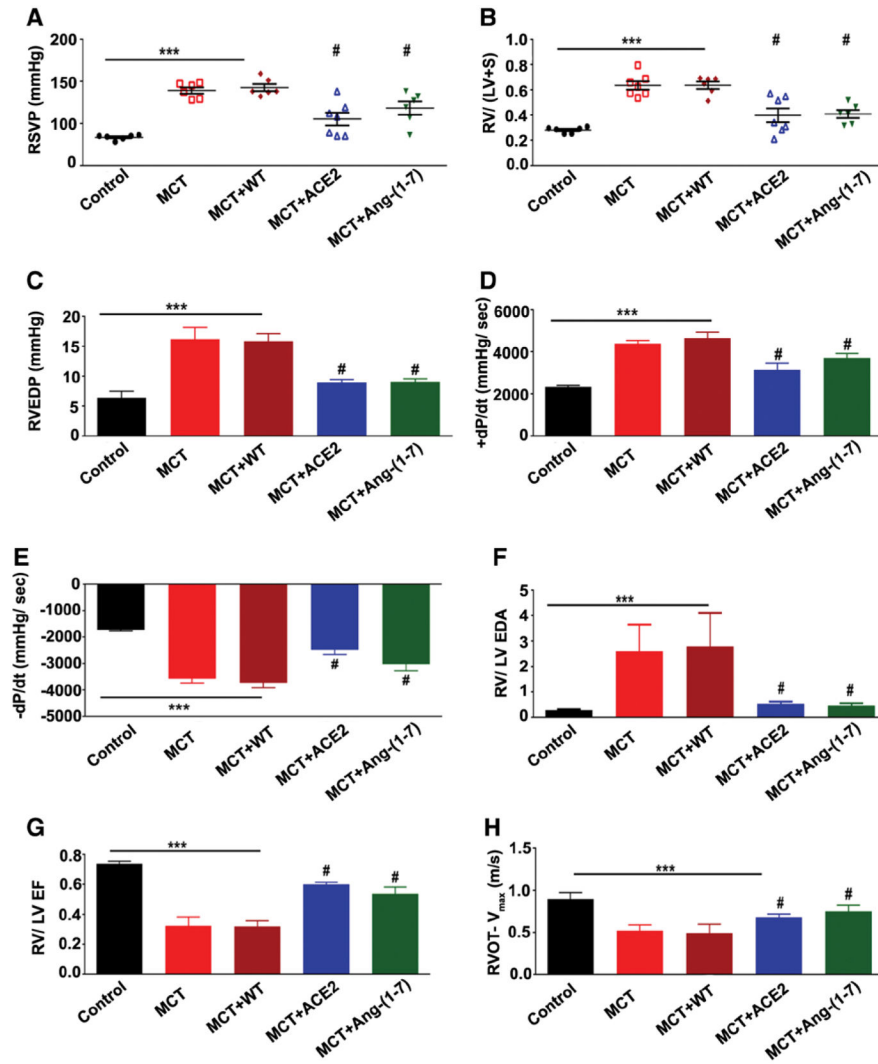 A
RSVP (mmHg)
200
150
100
50
0
***
#
#
Control
MCT
MCT+WT
MCT+ACE2
MCT+Ang-(1-7)
B
RV/ (LV+S)
1.0
0.8
0.6
0.4
0.2
0.0
***
#
#
Control
MCT
MCT+WT
MCT+ACE2
MCT+Ang-(1-7)
C
RVEDP (mmHg)
20
15
10
5
0
***
#
#
Control
MCT
MCT+WT
MCT+ACE2
MCT+Ang-(1-7)
D
+dP/dt (mmHg/ sec)
6000
4000
2000
0
***
#
#
Control
MCT
MCT+WT
MCT+ACE2
MCT+Ang-(1-7)
E
-dP/dt (mmHg/ sec)
0
-1000
-2000
-3000
-4000
-5000
***
#
#
Control
MCT
MCT+WT
MCT+ACE2
MCT+Ang-(1-7)
F
RV/ LV EDA
5
4
3
2
1
0
***
#
#
Control
MCT
MCT+WT
MCT+ACE2
MCT+Ang-(1-7)
G
RV/ LV EF
0.8
0.6
0.4
0.2
0.0
***
#
#
Control
MCT
MCT+WT
MCT+ACE2
MCT+Ang-(1-7)
H
RVOT- Vmax (m/s)
1.5
1.0
0.5
0.0
***
#
#
Control
MCT
MCT+WT
MCT+ACE2
MCT+Ang-(1-7)